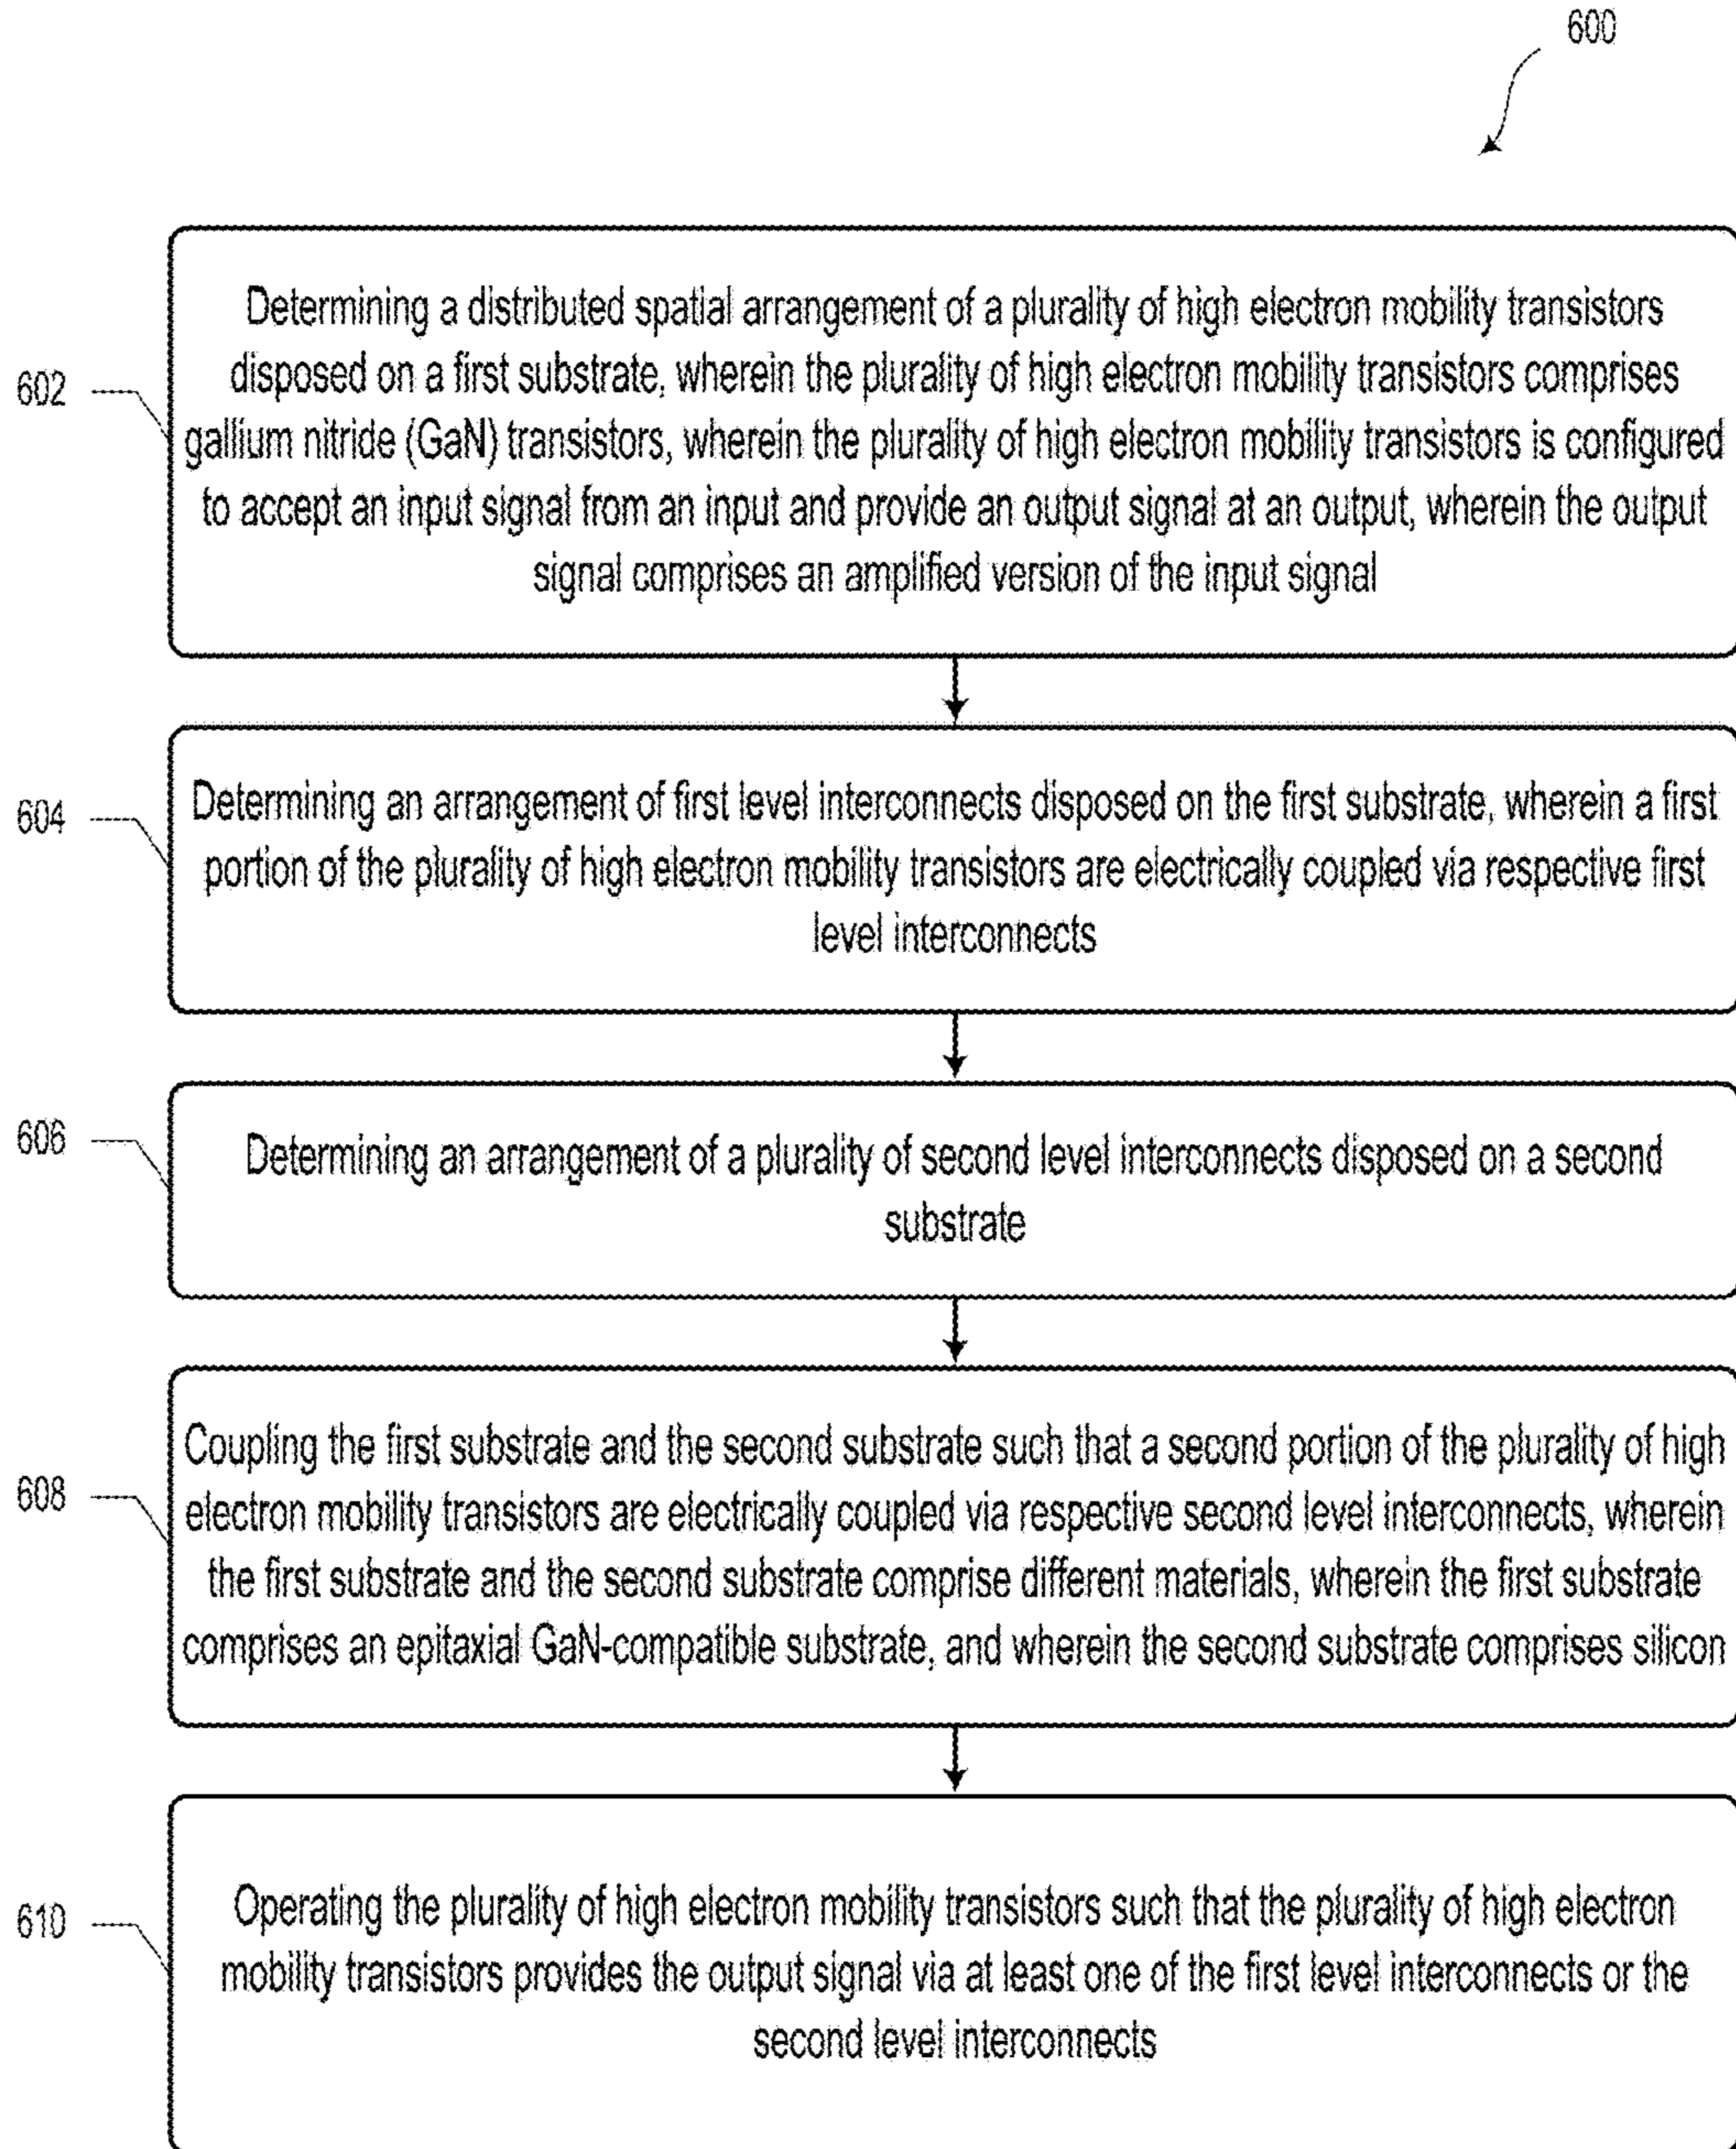 600
602
Determining a distributed spatial arrangement of a plurality of high electron mobility transistors
disposed on a first substrate, wherein the plurality of high electron mobility transistors comprises
gallium nitride (GaN) transistors, wherein the plurality of high electron mobility transistors is configured
to accept an input signal from an input and provide an output signal at an output, wherein the output
signal comprises an amplified version of the input signal
604
Determining an arrangement of first level interconnects disposed on the first substrate, wherein a first
portion of the plurality of high electron mobility transistors are electrically coupled via respective first
level interconnects
606
Determining an arrangement of a plurality of second level interconnects disposed on a second
substrate
608
Coupling the first substrate and the second substrate such that a second portion of the plurality of high
electron mobility transistors are electrically coupled via respective second level interconnects, wherein
the first substrate and the second substrate comprise different materials, wherein the first substrate
comprises an epitaxial GaN-compatible substrate, and wherein the second substrate comprises silicon
610
Operating the plurality of high electron mobility transistors such that the plurality of high electron
mobility transistors provides the output signal via at least one of the first level interconnects or the
second level interconnects